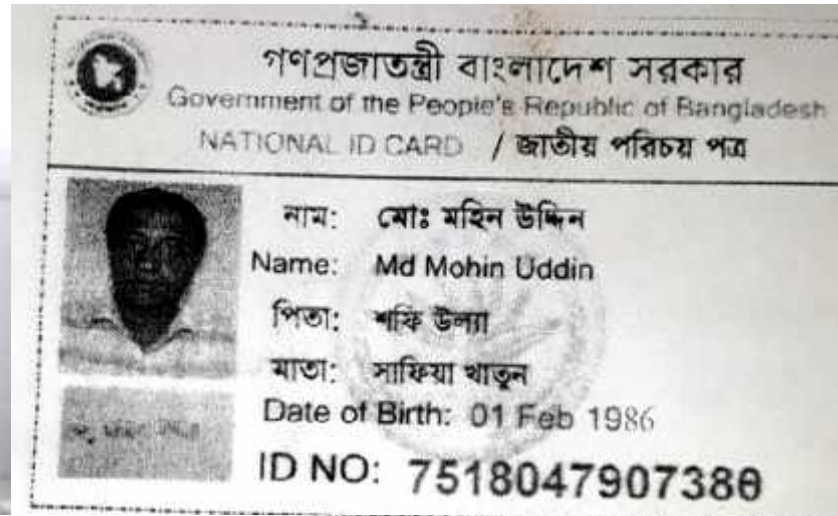 গণপ্রজাতন্ত্রী বাংলাদেশ সরকার
Government of the People's Republic of Bangladesh
NATIONAL ID CARD / জাতীয় পরিচয় পত্র
নাম: মোঃ মহিন উদ্দিন
Name: Md Mohin Uddin
পিতা: শফি উল্যা
মাতা: সাফিয়া খাতুন
Date of Birth: 01 Feb 1986
ID NO: 7518047907380